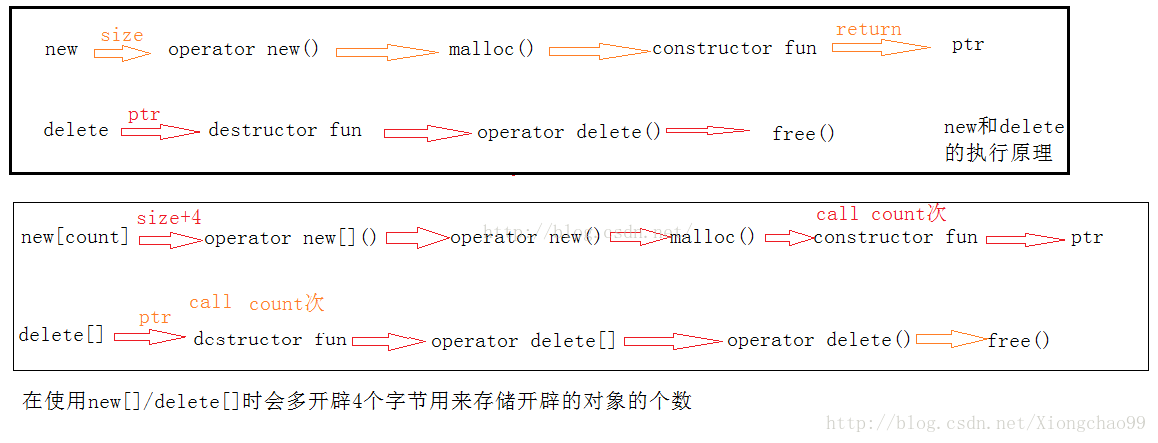 new size operator new() malloc() constructor fun return ptr
delete ptr destructor fun operator delete() free()
new和delete
的执行原理
new[count] size+4 operator new[]() operator new() malloc() call count次 constructor fun ptr
delete[] ptr call count次 dcstructor fun operator delete[] operator delete() free()
http://blog.csdn.net/
在使用new[]/delete[]时会多开辟4个字节用来存储开辟的对象的个数
http://blog.csdn.net/Xiongchao99